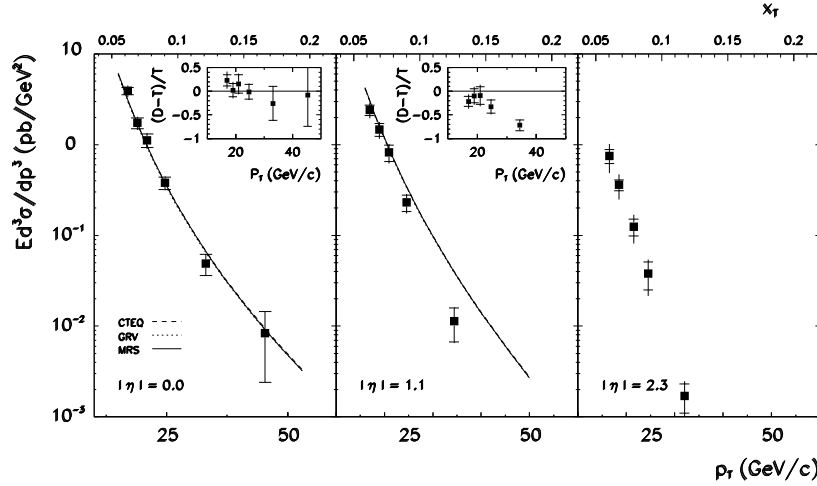 x_T
0.05 0.1 0.15 0.2 0.05 0.1 0.15 0.2 0.05 0.1 0.15 0.2
Ed³σ/dp³ (pb/GeV²)
10
0
10⁻¹
10⁻²
10⁻³
(D-T)/T
0.5
0
-0.5
-1
20 40
P_T (GeV/c)
(D-T)/T
0.5
0
-0.5
-1
20 40
P_T (GeV/c)
CTEQ
GRV
MRS
| η | = 0.0
| η | = 1.1
| η | = 2.3
25 50 25 50 25 50
p_T (GeV/c)